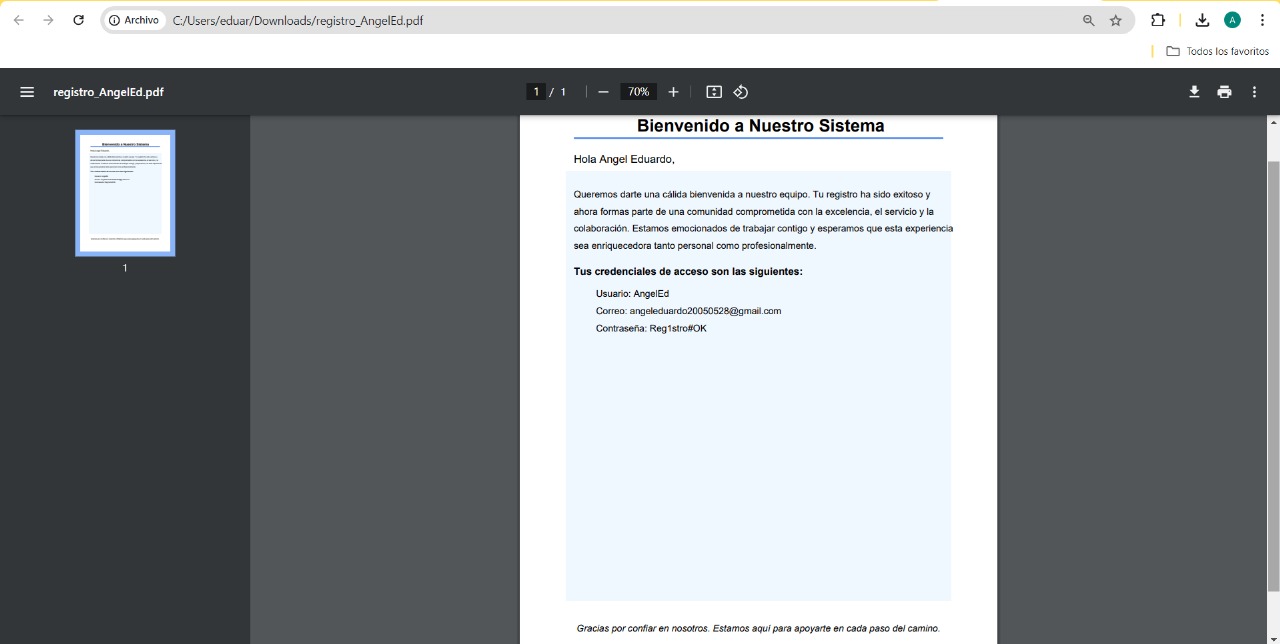 Archivo
C:/Users/eduar/Downloads/registro_AngelEd.pdf
A
Todos los favoritos
registro_AngelEd.pdf
1 / 1
70%
Bienvenido a Nuestro Sistema
Hola Angel Eduardo,
Queremos darte una cálida bienvenida a nuestro equipo. Tu registro ha sido exitoso y
ahora formas parte de una comunidad comprometida con la excelencia, el servicio y la
colaboración. Estamos emocionados de trabajar contigo y esperamos que esta experiencia
sea enriquecedora tanto personal como profesionalmente.
Tus credenciales de acceso son las siguientes:
Usuario: AngelEd
Correo: angeleduardo20050528@gmail.com
Contraseña: Reg1stro#OK
Gracias por confiar en nosotros. Estamos aquí para apoyarte en cada paso del camino.
Bienvenido a Nuestro Sistema
1